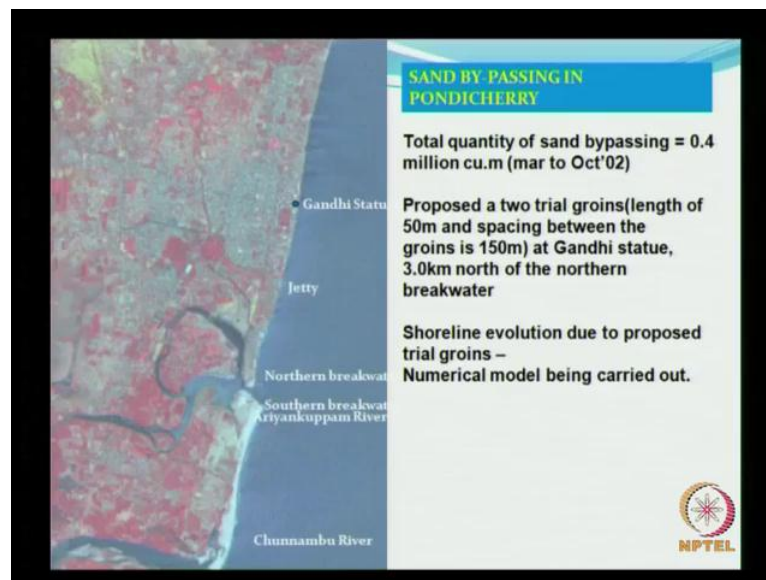 SAND BY-PASSING IN
PONDICHERRY
Total quantity of sand bypassing = 0.4
million cu.m (mar to Oct'02)
Proposed a two trial groins(length of
50m and spacing between the
groins is 150m) at Gandhi statue,
3.0km north of the northern
breakwater
Shoreline evolution due to proposed
trial groins –
Numerical model being carried out.
Gandhi Statu
Jetty
Northern breakwat
Southern breakwat
riyankuppam River
Chunnambu River
NPTEL